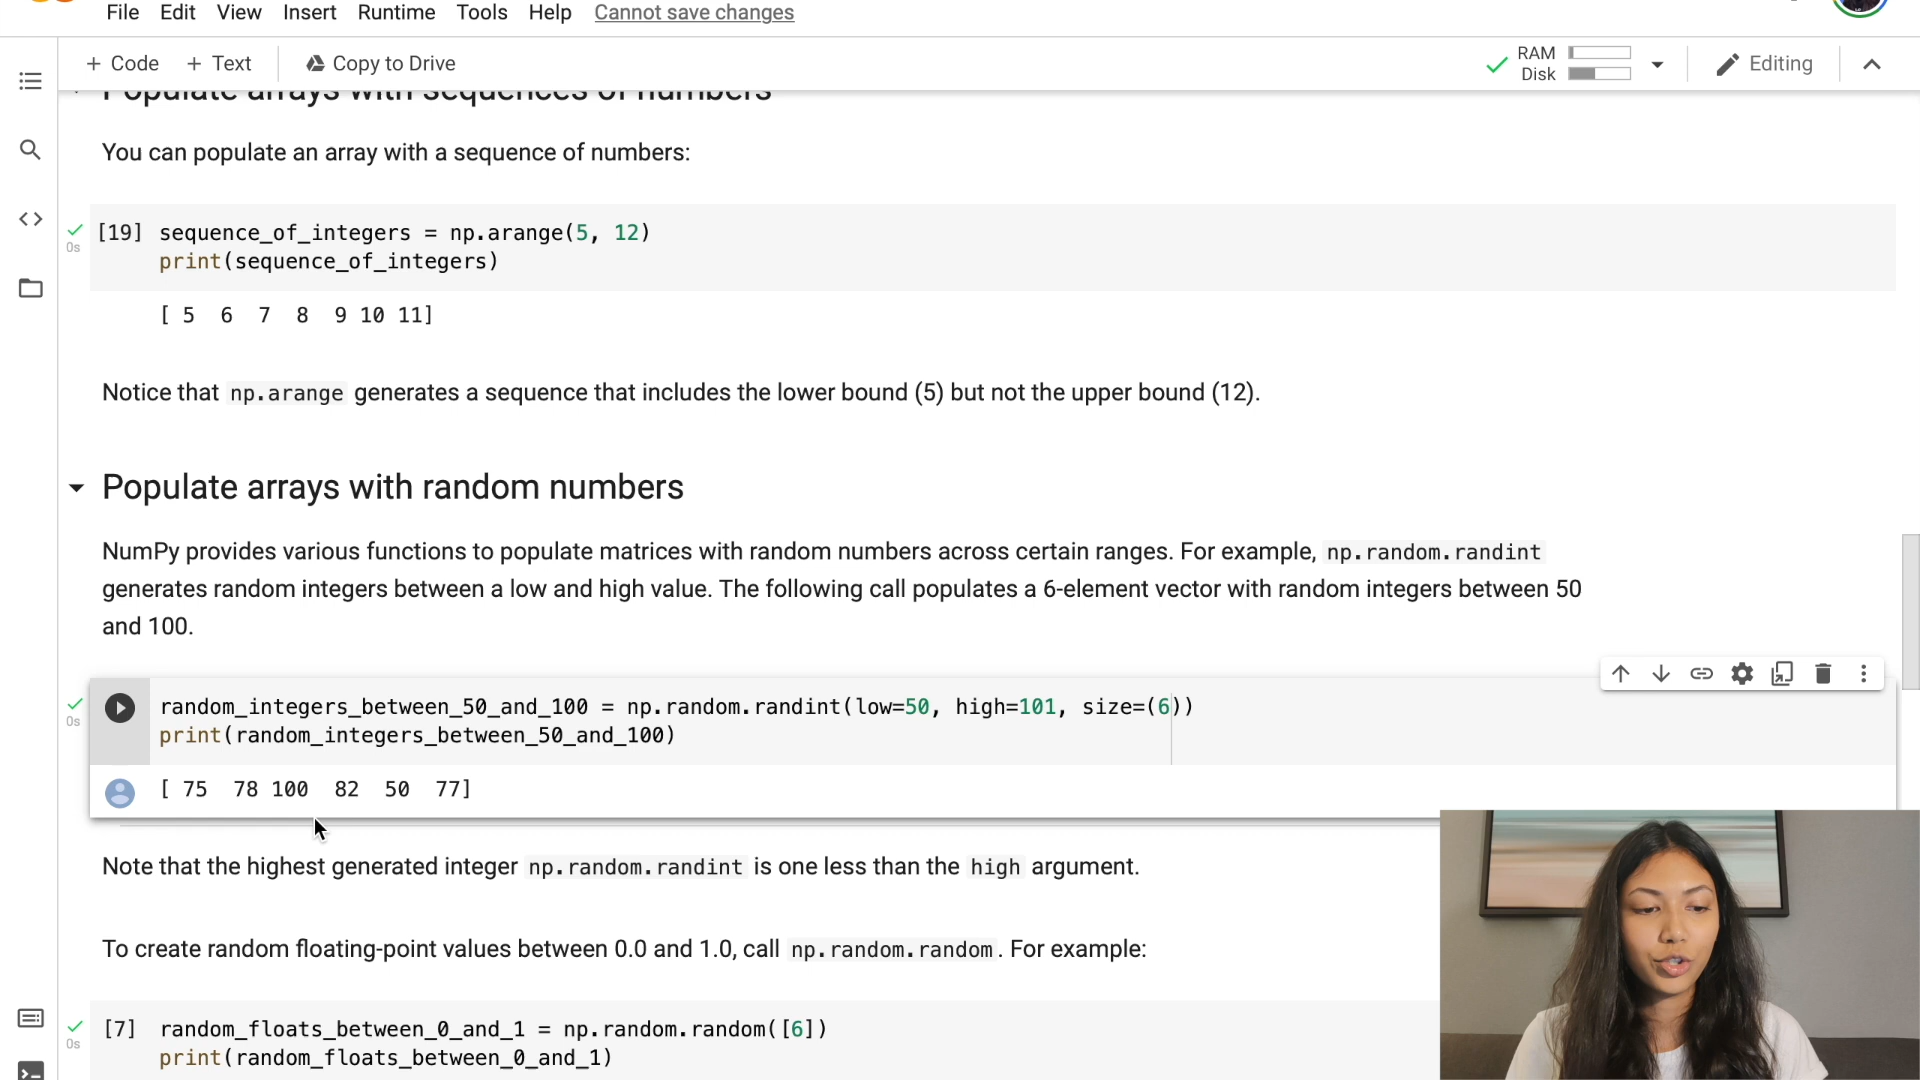 File Edit View Insert Runtime Tools Help Cannot save changes
+ Code + Text Copy to Drive RAM Disk Editing
Populate arrays with sequences of numbers
You can populate an array with a sequence of numbers:
0s [19] sequence_of_integers = np.arange(5, 12)
print(sequence_of_integers)
[ 5 6 7 8 9 10 11]
Notice that np.arange generates a sequence that includes the lower bound (5) but not the upper bound (12).
Populate arrays with random numbers
NumPy provides various functions to populate matrices with random numbers across certain ranges. For example, np.random.randint
generates random integers between a low and high value. The following call populates a 6-element vector with random integers between 50
and 100.
0s random_integers_between_50_and_100 = np.random.randint(low=50, high=101, size=(6))
print(random_integers_between_50_and_100)
[ 75 78 100 82 50 77]
Note that the highest generated integer np.random.randint is one less than the high argument.
To create random floating-point values between 0.0 and 1.0, call np.random.random. For example:
0s [7] random_floats_between_0_and_1 = np.random.random([6])
print(random_floats_between_0_and_1)